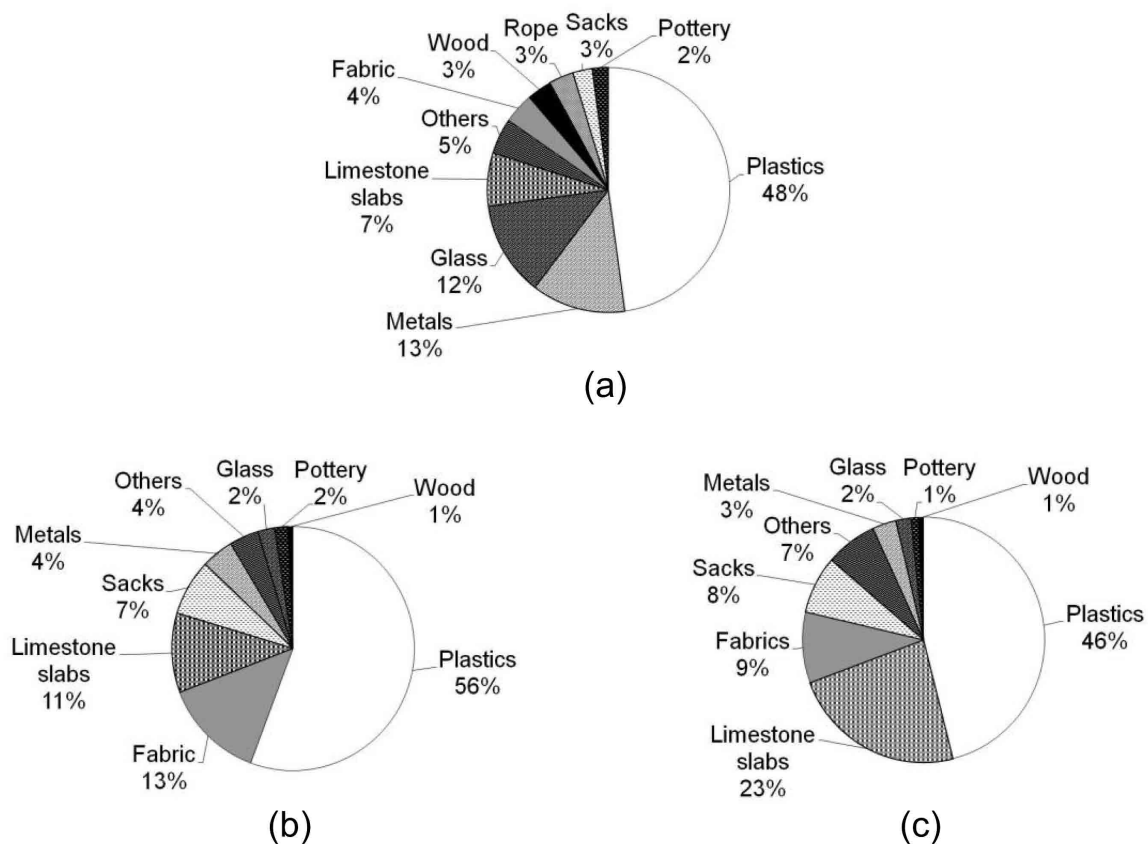 Sacks
3%
Pottery
2%
Rope
3%
Wood
3%
Fabric
4%
Others
5%
Limestone
slabs
7%
Glass
12%
Metals
13%
Plastics
48%
(a)
Others
4%
Glass
2%
Pottery
2%
Wood
1%
Metals
4%
Sacks
7%
Limestone
slabs
11%
Fabric
13%
Plastics
56%
(b)
Metals
3%
Glass
2%
Pottery
1%
Wood
1%
Others
7%
Sacks
8%
Fabrics
9%
Limestone
slabs
23%
Plastics
46%
(c)